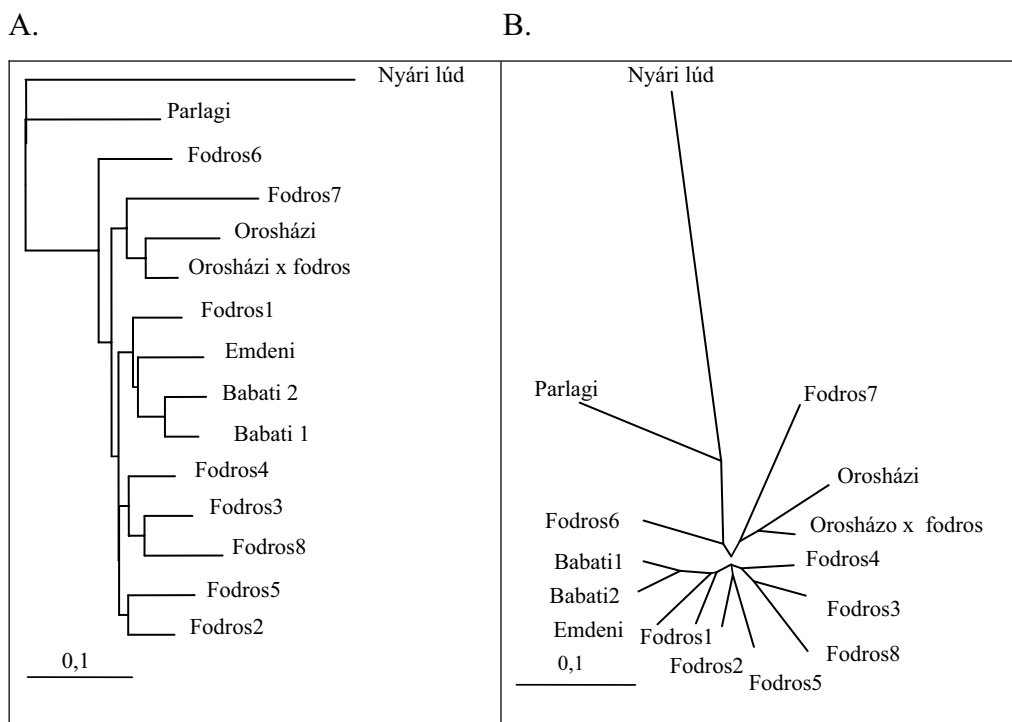 A.
B.
Nyári lúd
Parlagi
Fodros6
Fodros7
Orosházi
Orosházi x fodros
Fodros1
Emdeni
Babati 2
Babati 1
Fodros4
Fodros3
Fodros8
Fodros5
Fodros2
0,1
Nyári lúd
Parlagi
Fodros7
Orosházi
Fodros6
Orosházo x fodros
Babati1
Fodros4
Babati2
Fodros3
Emdeni
Fodros1
Fodros2
Fodros8
Fodros5
0,1